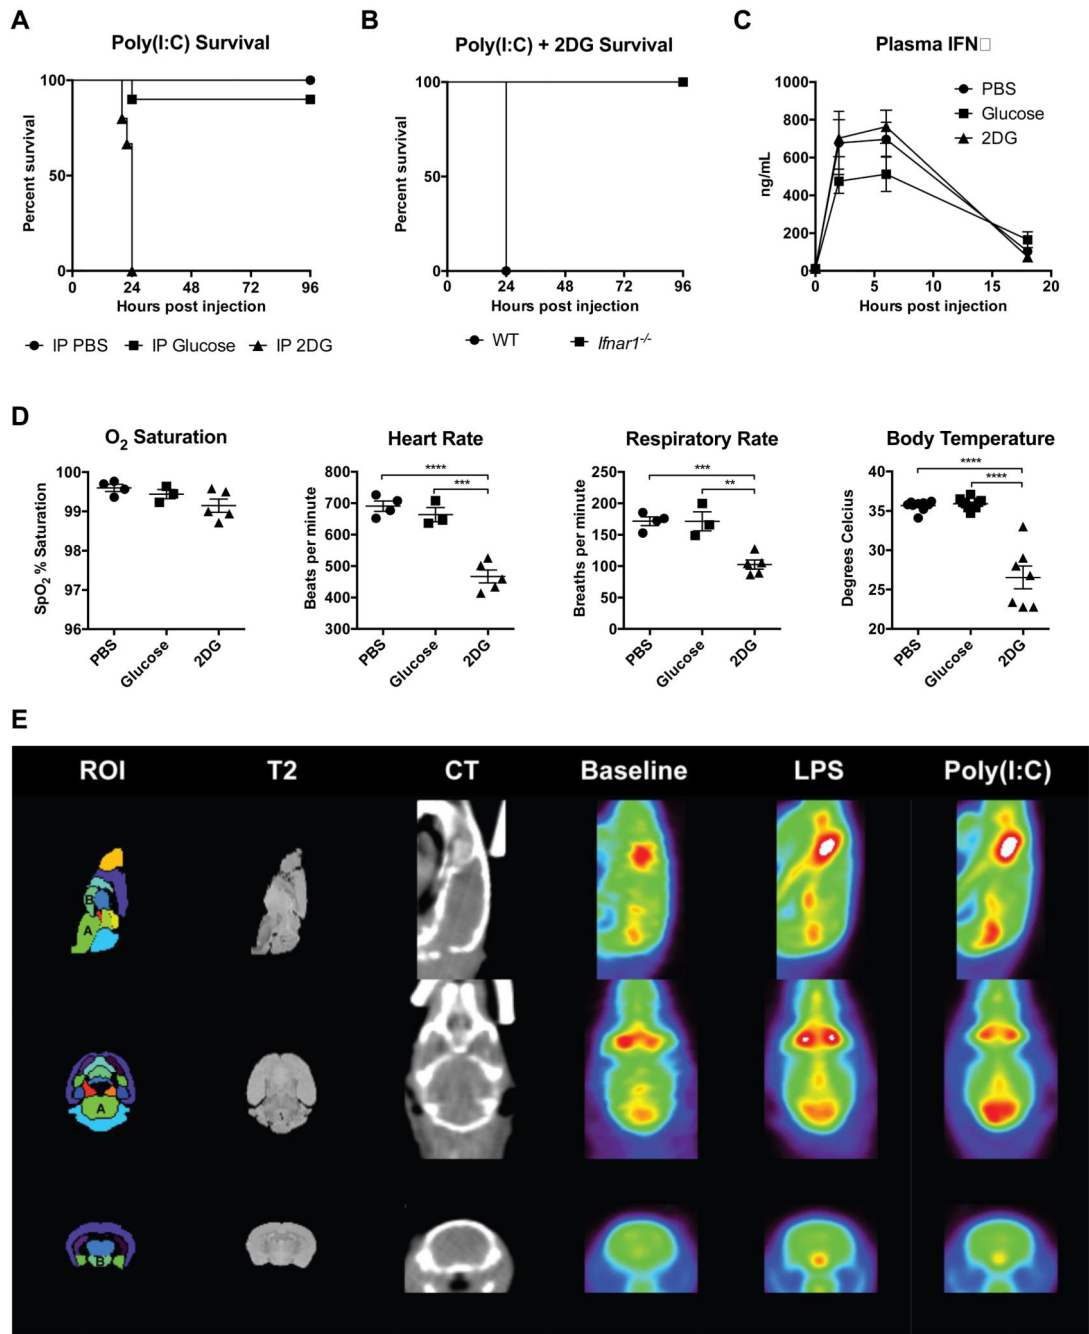 A
Poly(I:C) Survival
Percent survival
100
50
0
0 24 48 72 96
Hours post injection
IP PBS IP Glucose IP 2DG
B
Poly(I:C) + 2DG Survival
Percent survival
100
50
0
0 24 48 72 96
Hours post injection
WT Ifnar1-/-
C
Plasma IFN□
ng/mL
1000
800
600
400
200
0
0 5 10 15 20
Hours post injection
PBS
Glucose
2DG
D
O2 Saturation
SpO2 % Saturation
100
99
98
97
96
PBS Glucose 2DG
Heart Rate
Beats per minute
800
700
600
500
400
300
****
***
PBS Glucose 2DG
Respiratory Rate
Breaths per minute
250
200
150
100
50
0
***
**
PBS Glucose 2DG
Body Temperature
Degrees Celcius
40
35
30
25
20
****
****
PBS Glucose 2DG
E
ROI T2 CT Baseline LPS Poly(I:C)
B
A
A
B